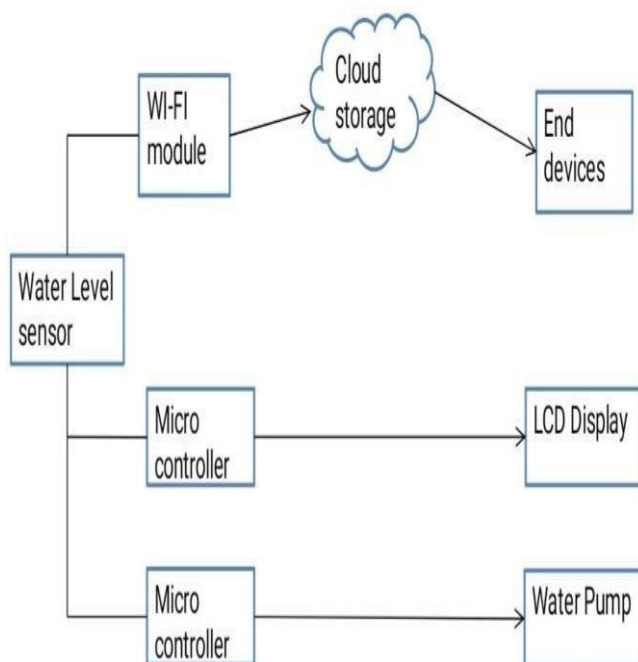 WI-FI
module
Cloud
storage
End
devices
Water Level
sensor
Micro
controller
LCD Display
Micro
controller
Water Pump